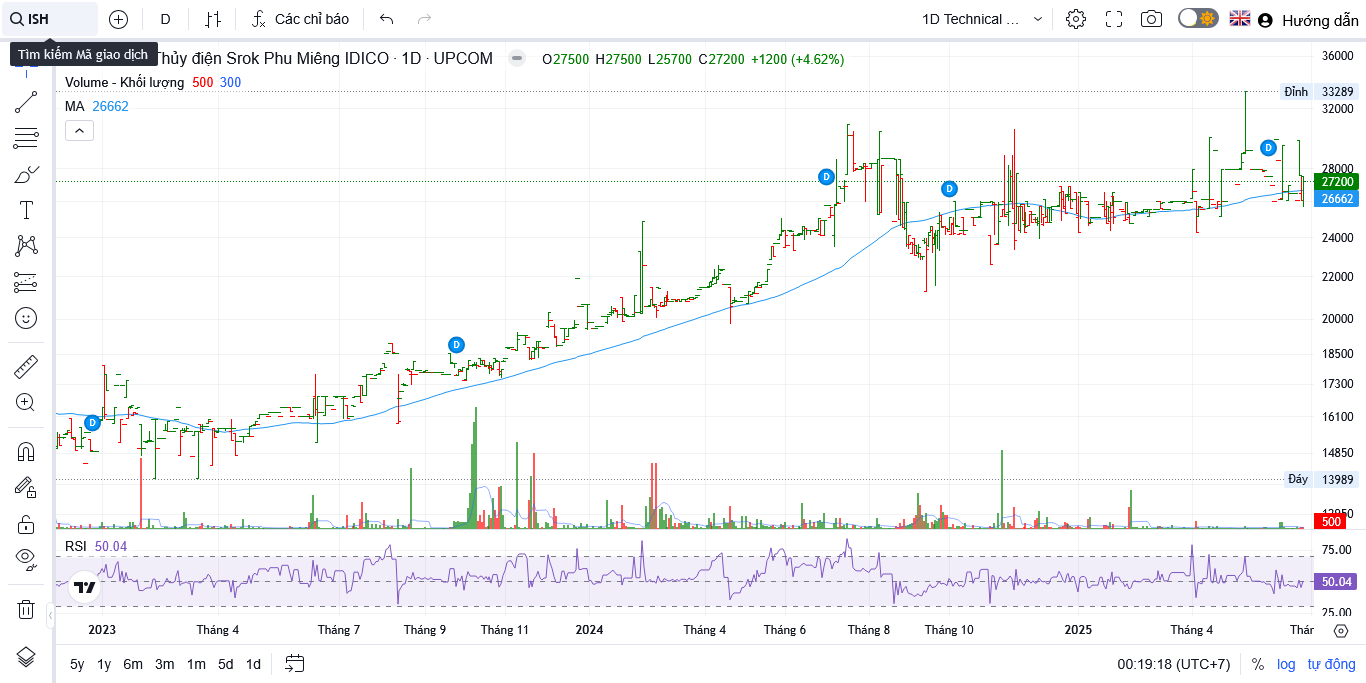 ISH
D
Các chỉ báo
1D Technical ...
Hướng dẫn
Tìm kiếm Mã giao dịch
Thủy điện Srok Phu Miêng IDICO · 1D · UPCOM
O27500 H27500 L25700 C27200 +1200 (+4.62%)
Volume - Khối lượng 500 300
MA 26662
36000
Đỉnh 33289
32000
28000
27200
26662
24000
22000
20000
18500
17300
16100
14850
Đáy 13989
500
D
D
D
D
D
RSI 50.04
75.00
50.04
25.00
2023 Tháng 4 Tháng 7 Tháng 9 Tháng 11 2024 Tháng 4 Tháng 6 Tháng 8 Tháng 10 2025 Tháng 4 Thár
5y 1y 6m 3m 1m 5d 1d
00:19:18 (UTC+7) % log tự động